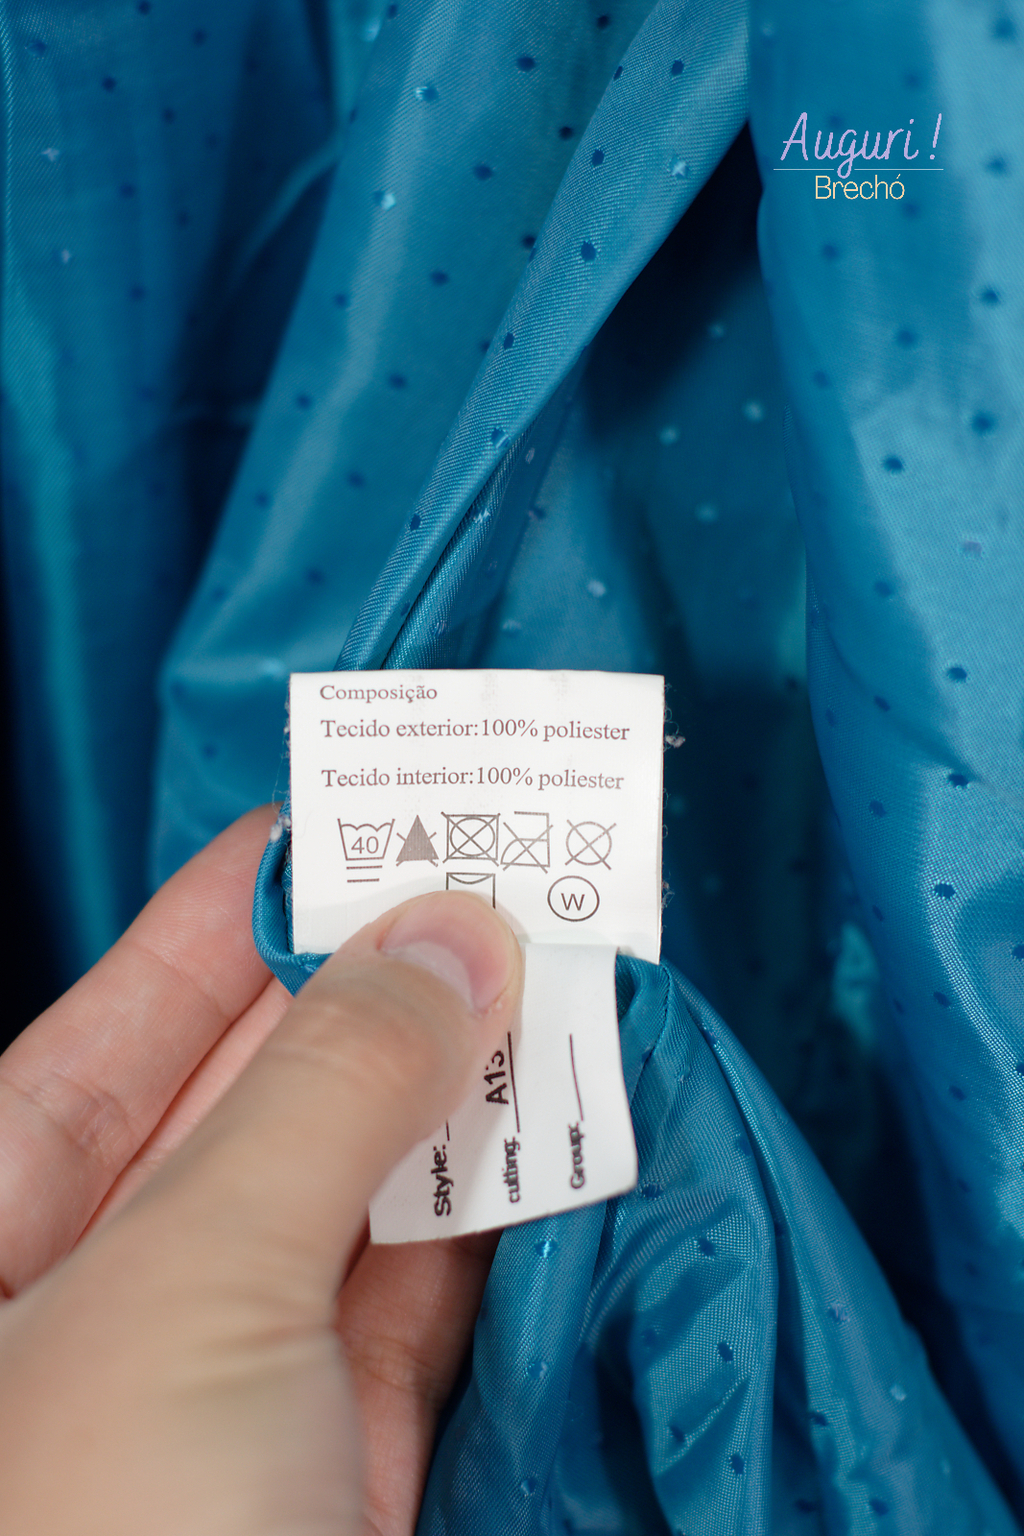 Auguri!
Brechó
Composição
Tecido exterior:100% poliester
Tecido interior:100% poliester
40
W
Style:
cutting:
Group: